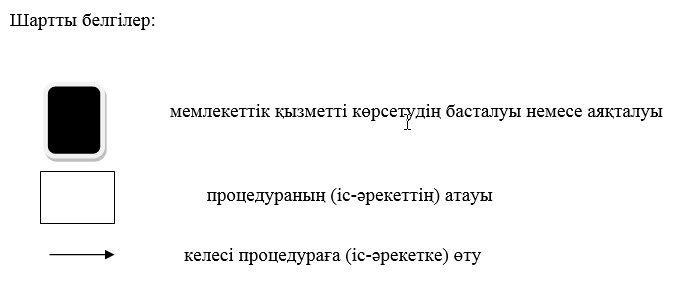 Шартты белгілер:
мемлекеттік қызметті көрсетудің басталуы немесе аяқталуы
процедураның (іс-әрекеттің) атауы
келесі процедураға (іс-әрекетке) өту